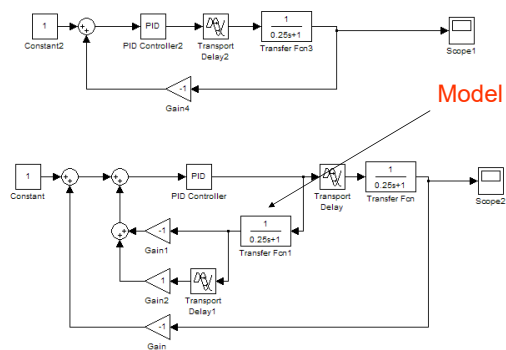 1
Constant2
PID
PID Controller2
Transport
Delay2
1
0.25s+1
Transfer Fcn3
Scope1
-1
Gain4
Model
1
Constant
PID
PID Controller
Transport
Delay
1
0.25s+1
Transfer Fcn
Scope2
-1
Gain1
1
0.25s+1
Transfer Fcn1
1
Gain2
Transport
Delay1
-1
Gain